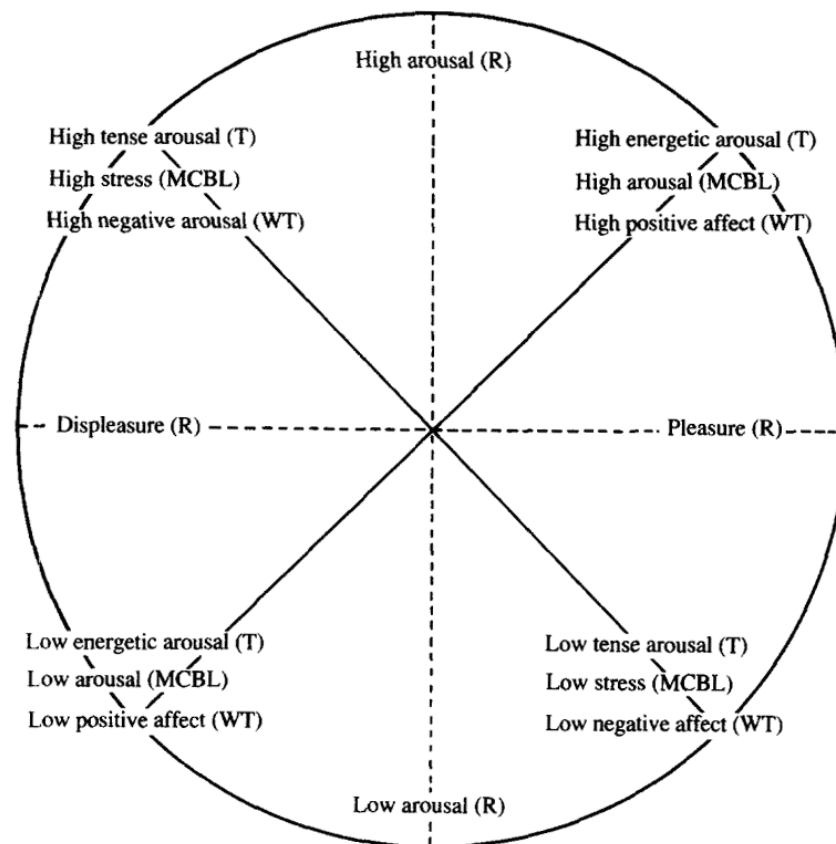 High arousal (R)
High tense arousal (T)
High stress (MCBL)
High negative arousal (WT)
High energetic arousal (T)
High arousal (MCBL)
High positive affect (WT)
Displeasure (R)
Pleasure (R)
Low energetic arousal (T)
Low arousal (MCBL)
Low positive affect (WT)
Low tense arousal (T)
Low stress (MCBL)
Low negative affect (WT)
Low arousal (R)